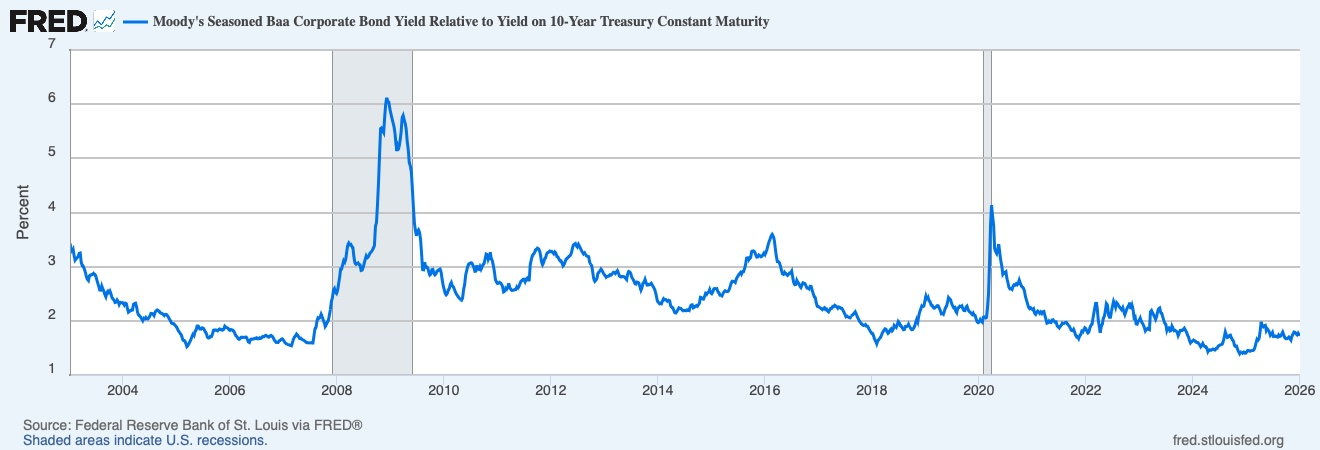 FRED Moody's Seasoned Baa Corporate Bond Yield Relative to Yield on 10-Year Treasury Constant Maturity
7
6
5
4
3
2
1
Percent
2004 2006 2008 2010 2012 2014 2016 2018 2020 2022 2024 2026
Source: Federal Reserve Bank of St. Louis via FRED®
Shaded areas indicate U.S. recessions.
fred.stlouisfed.org